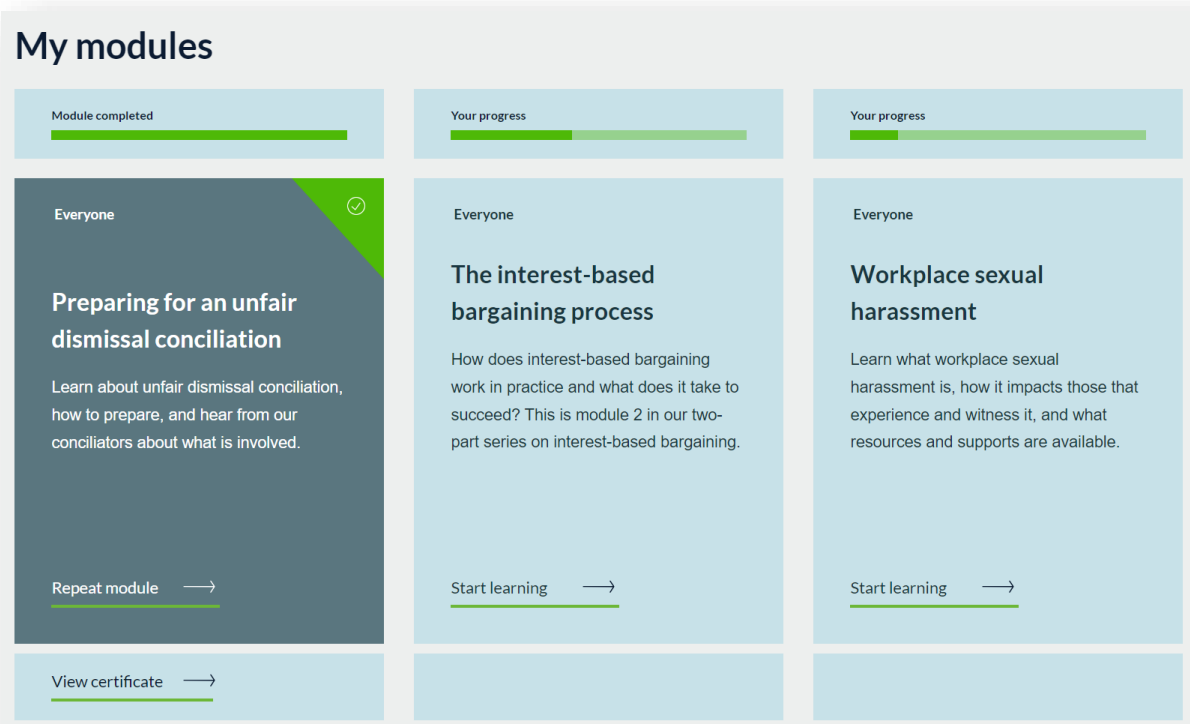 My modules
Module completed
Your progress
Your progress
Everyone
Preparing for an unfair
dismissal conciliation
Learn about unfair dismissal conciliation,
how to prepare, and hear from our
conciliators about what is involved.
Repeat module
View certificate
Everyone
The interest-based
bargaining process
How does interest-based bargaining
work in practice and what does it take to
succeed? This is module 2 in our two-
part series on interest-based bargaining.
Start learning
Everyone
Workplace sexual
harassment
Learn what workplace sexual
harassment is, how it impacts those that
experience and witness it, and what
resources and supports are available.
Start learning